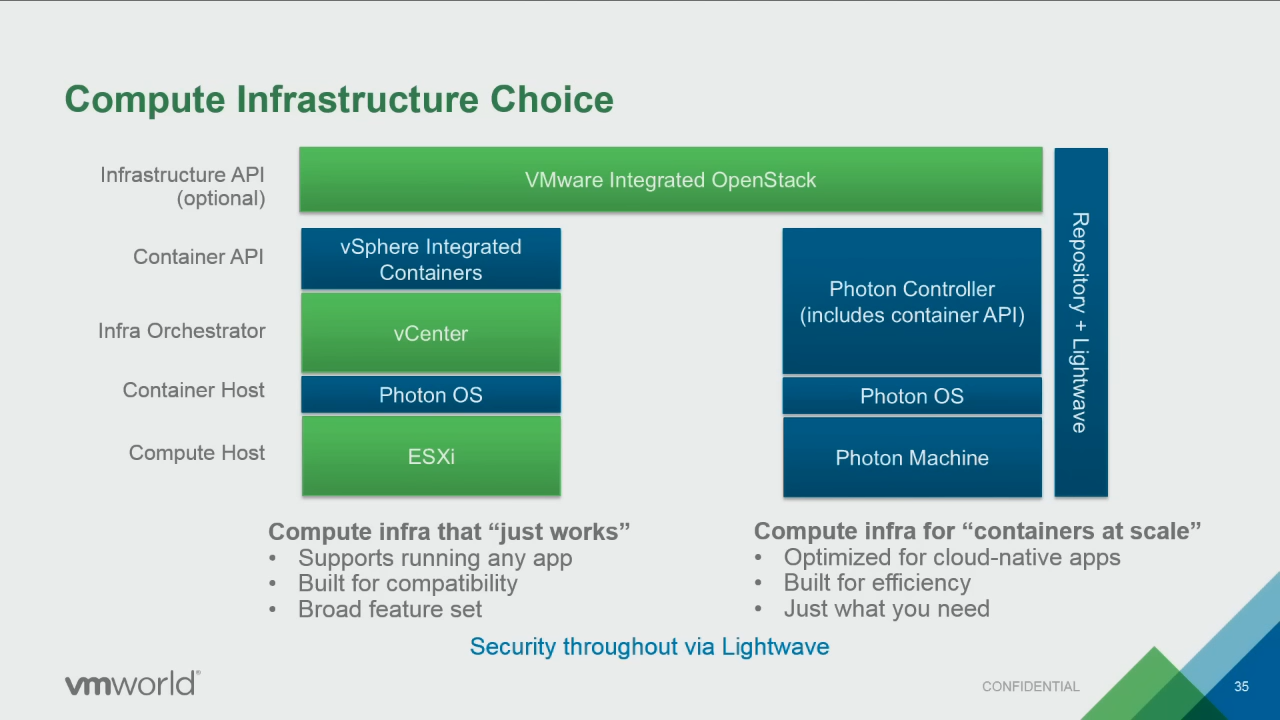 Compute Infrastructure Choice
Infrastructure API
(optional)
VMware Integrated OpenStack
Container API
vSphere Integrated
Containers
Photon Controller
(includes container API)
Infra Orchestrator
vCenter
Container Host
Photon OS
Photon OS
Compute Host
ESXi
Photon Machine
Repository + Lightwave
Compute infra that “just works”
• Supports running any app
• Built for compatibility
• Broad feature set
Compute infra for “containers at scale”
• Optimized for cloud-native apps
• Built for efficiency
• Just what you need
Security throughout via Lightwave
vmworld®
CONFIDENTIAL
35